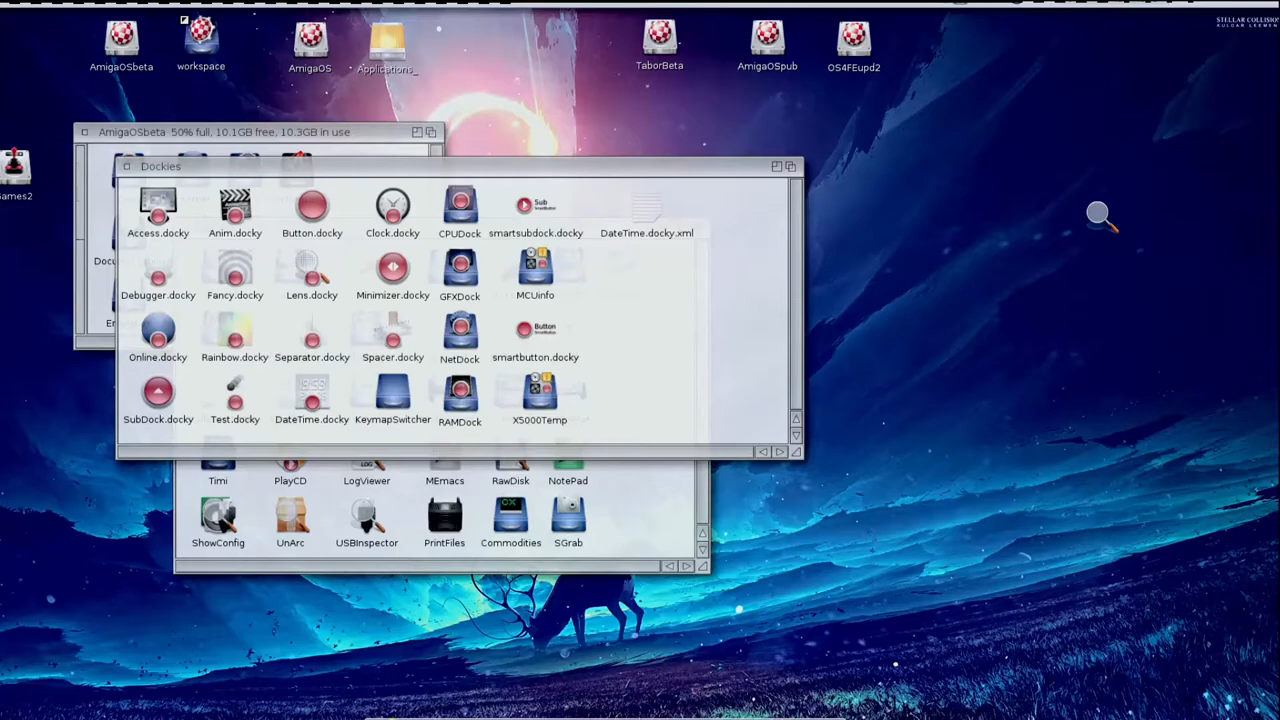 STELLAR COLLISION
KULDAR LEEMEN
AmigaOSbeta
workspace
AmigaOS
Applications_
TaborBeta
AmigaOSpub
OS4FEupd2
Games2
AmigaOSbeta 50% full, 10.1GB free, 10.3GB in use
Dockies
Access.docky
Anim.docky
Button.docky
Clock.docky
CPUDock
smartsubdock.docky
DateTime.docky.xml
Sub
Debugger.docky
Fancy.docky
Lens.docky
Minimizer.docky
GFXDock
MCUinfo
Online.docky
Rainbow.docky
Separator.docky
Spacer.docky
NetDock
smartbutton.docky
Button
SubDock.docky
Test.docky
DateTime.docky
KeymapSwitcher
RAMDock
X5000Temp
Timi
PlayCD
LogViewer
MEmacs
RawDisk
NotePad
LOG
ShowConfig
UnArc
USBInspector
PrintFiles
Commodities
SGrab
CX